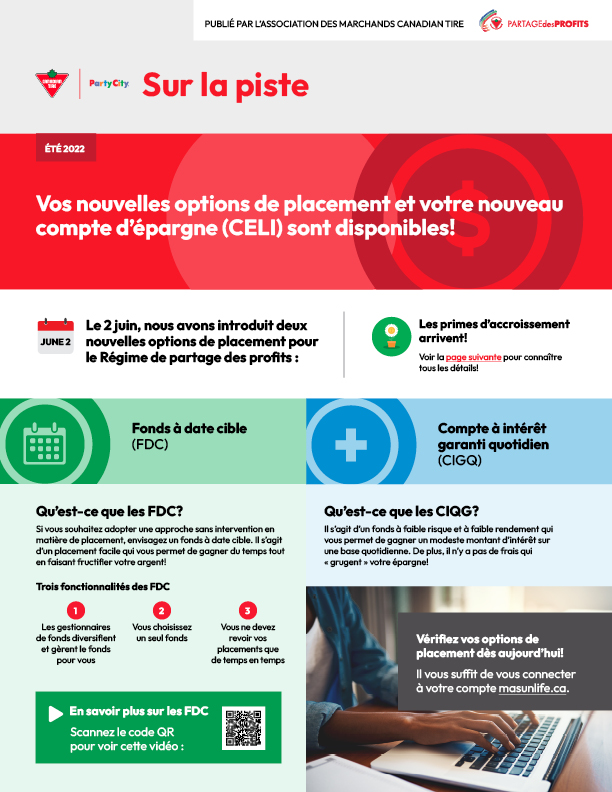 PUBLIÉ PAR L'ASSOCIATION DES MARCHANDS CANADIAN TIRE
PARTAGEdesPROFITS
CANADIAN
TIRE
PartyCity
Sur la piste
ÉTÉ 2022
Vos nouvelles options de placement et votre nouveau
compte d'épargne (CELI) sont disponibles!
$
JUNE 2
Le 2 juin, nous avons introduit deux
nouvelles options de placement pour
le Régime de partage des profits :
Les primes d'accroissement
arrivent!
Voir la page suivante pour connaître
tous les détails!
Fonds à date cible
(FDC)
Compte à intérêt
garanti quotidien
(CIGQ)
Qu'est-ce que les FDC?
Si vous souhaitez adopter une approche sans intervention en
matière de placement, envisagez un fonds à date cible. Il s'agit
d'un placement facile qui vous permet de gagner du temps tout
en faisant fructifier votre argent!
Trois fonctionnalités des FDC
1
Les gestionnaires
de fonds diversifient
et gèrent le fonds
pour vous
2
Vous choisissez
un seul fonds
3
Vous ne devez
revoir vos
placements que
de temps en temps
En savoir plus sur les FDC
Scannez le code QR
pour voir cette vidéo :
Qu'est-ce que les CIQG?
Il s'agit d'un fonds à faible risque et à faible rendement qui
vous permet de gagner un modeste montant d'intérêt sur
une base quotidienne. De plus, il n'y a pas de frais qui
« grugent » votre épargne!
Vérifiez vos options de
placement dès aujourd'hui!
Il vous suffit de vous connecter
à votre compte masunlife.ca.